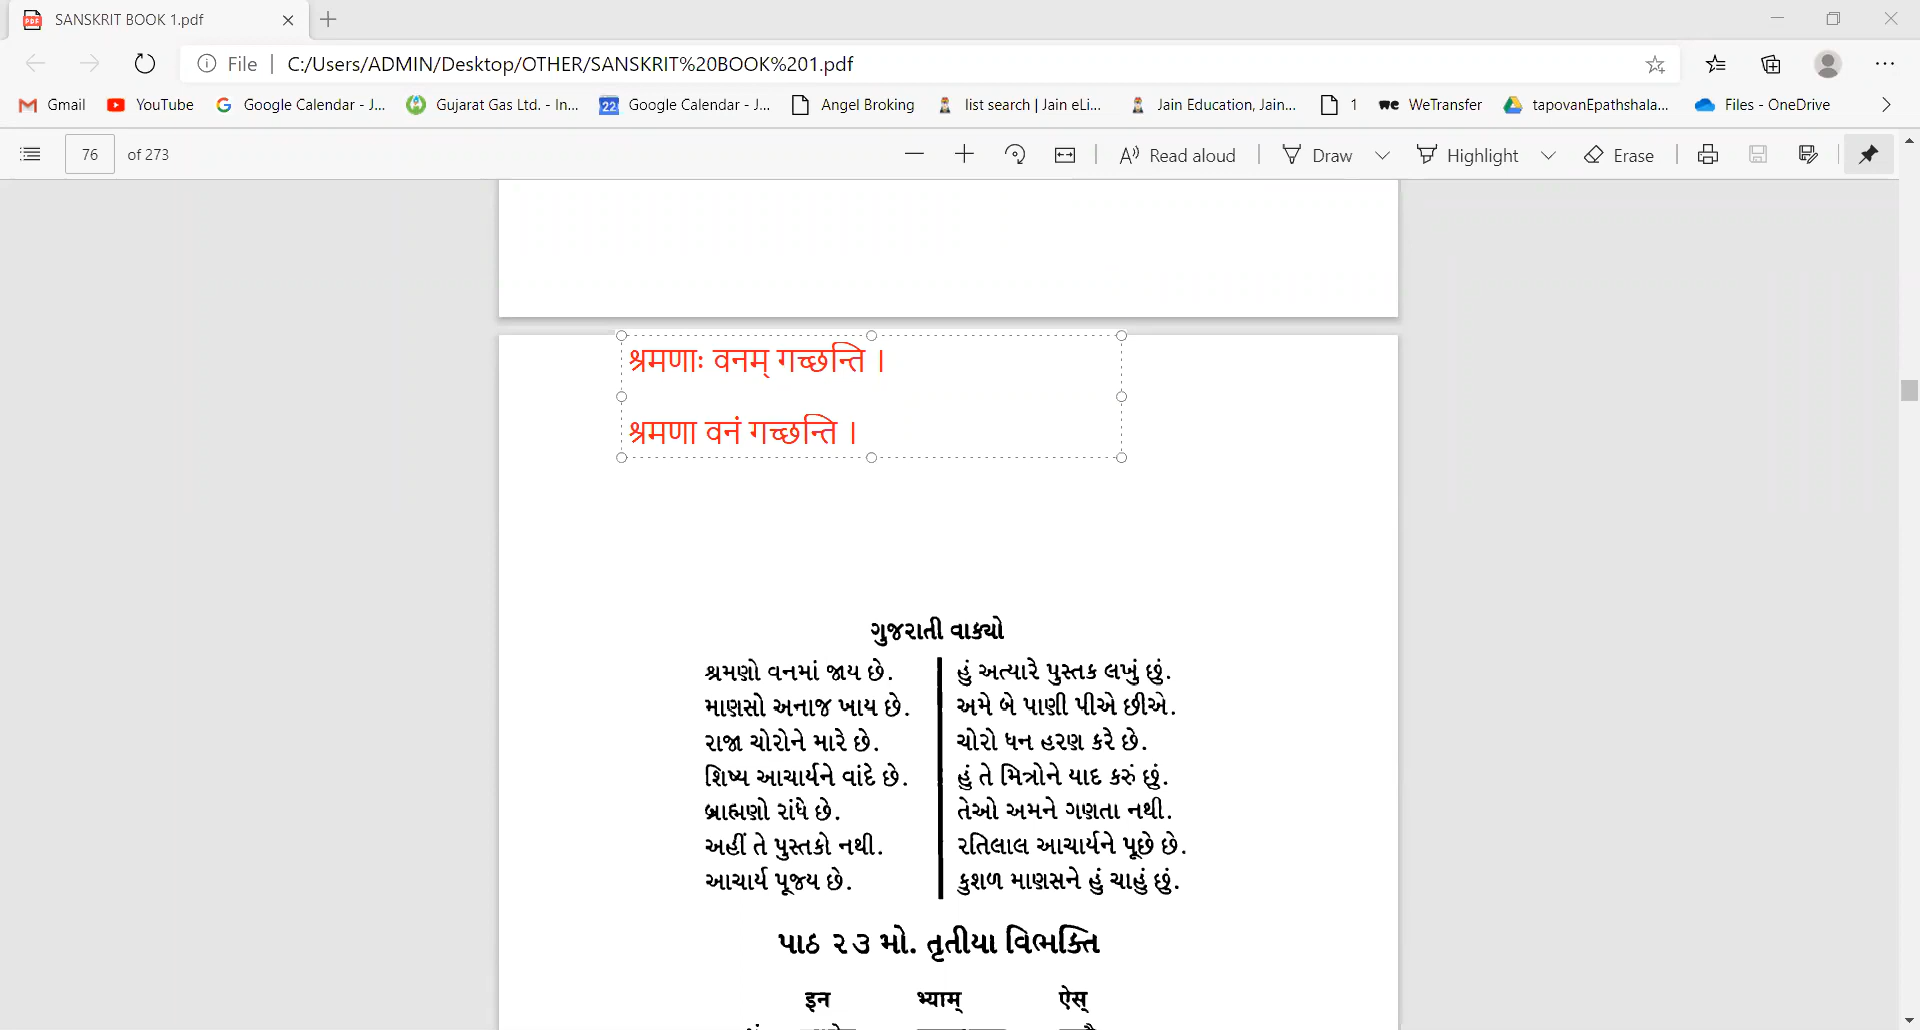 SANSKRIT BOOK 1.pdf
File | C:/Users/ADMIN/Desktop/OTHER/SANSKRIT%20BOOK%201.pdf
Gmail YouTube Google Calendar - J... Gujarat Gas Ltd. - In... Google Calendar - J... Angel Broking list search | Jain eLi... Jain Education, Jain... 1 WeTransfer tapovanEpathshala... Files - OneDrive
76 of 273 Read aloud Draw Highlight Erase
श्रमणाः वनम् गच्छन्ति ।
श्रमणा वनं गच्छन्ति ।
ગુજરાતી વાક્યો
શ્રમણો વનમાં જાય છે.
માણસો અનાજ ખાય છે.
રાજા ચોરોને મારે છે.
શિષ્ય આચાર્યને વાંદે છે.
બ્રાહ્મણો રાંધે છે.
અહીં તે પુસ્તકો નથી.
આચાર્ય પૂજ્ય છે.
હું અત્યારે પુસ્તક લખું છું.
અમે બે પાણી પીએ છીએ.
ચોરો ધન હરણ કરે છે.
હું તે મિત્રોને યાદ કરું છું.
તેઓ અમને ગણતા નથી.
રતિલાલ આચાર્યને પૂછે છે.
કુશળ માણસને હું ચાહું છું.
પાઠ ૨૩ મો. તૃતીયા વિભક્તિ
इन भ्याम् ऐस्